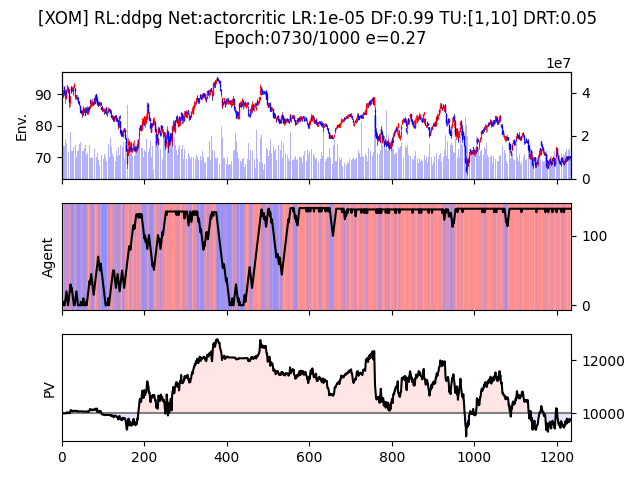 [XOM] RL:ddpg Net:actorcritic LR:1e-05 DF:0.99 TU:[1,10] DRT:0.05
Epoch:0730/1000 e=0.27
1e7
Env.
90
80
70
4
2
0
Agent
100
0
PV
12000
10000
0
200
400
600
800
1000
1200